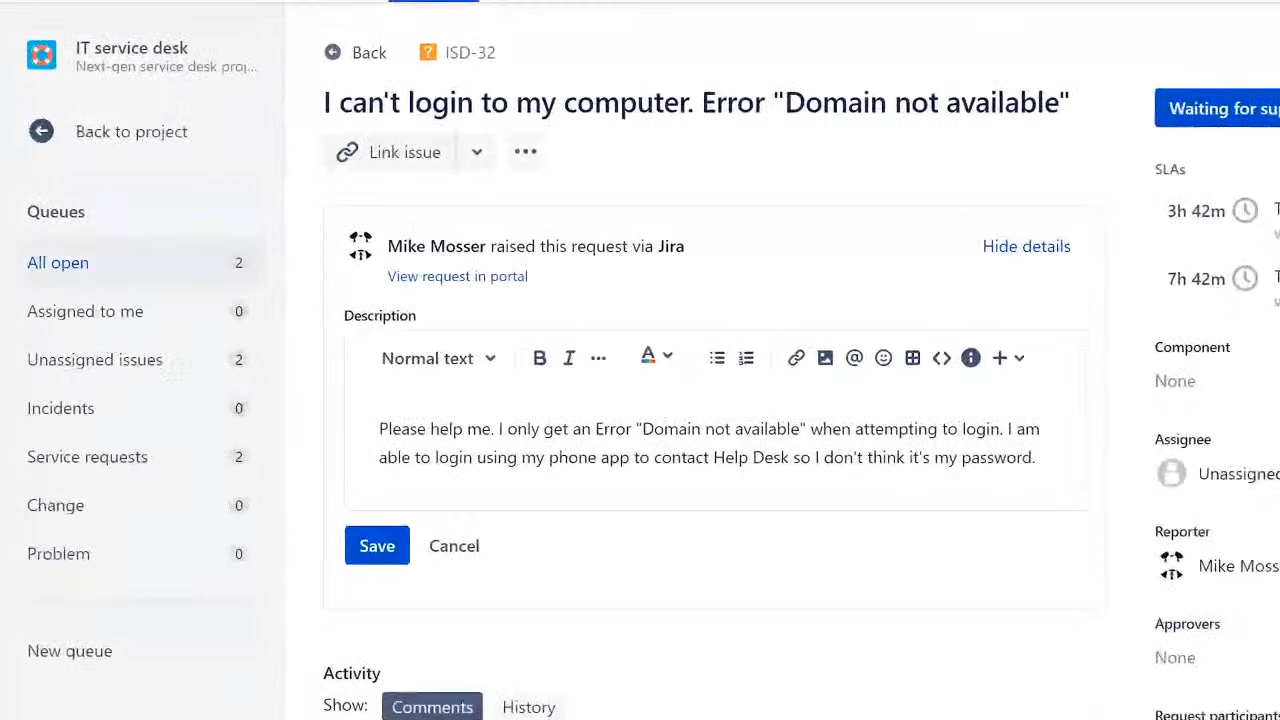 IT service desk
Next-gen service desk proj...
Back to project
Queues
All open 2
Assigned to me 0
Unassigned issues 2
Incidents 0
Service requests 2
Change 0
Problem 0
New queue
Back ISD-32
I can't login to my computer. Error "Domain not available"
Link issue
Mike Mosser raised this request via Jira
Hide details
View request in portal
Description
Normal text
Please help me. I only get an Error "Domain not available" when attempting to login. I am
able to login using my phone app to contact Help Desk so I don't think it's my password.
Save Cancel
Activity
Show: Comments History
Waiting for
SLAs
3h 42m
7h 42m
Component
None
Assignee
Unassigned
Reporter
Mike Moss
Approvers
None
Request participants